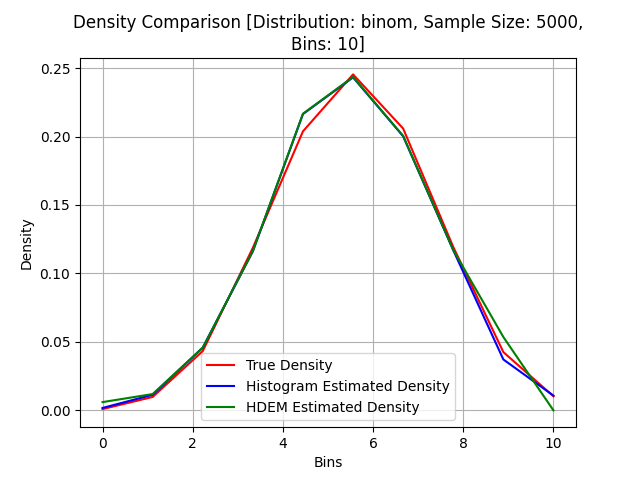 Density Comparison [Distribution: binom, Sample Size: 5000,
Bins: 10]
0.25
0.20
0.15
0.10
0.05
0.00
Density
True Density
Histogram Estimated Density
HDEM Estimated Density
0 2 4 6 8 10
Bins